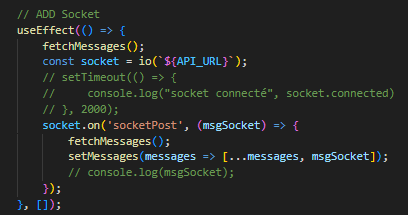 // ADD Socket
useEffect(() => {
    fetchMessages();
    const socket = io(`${API_URL}`);
    // setTimeout(() => {
    //     console.log("socket connecté", socket.connected)
    // }, 2000);
    socket.on('socketPost', (msgSocket) => {
        fetchMessages();
        setMessages(messages => [...messages, msgSocket]);
        // console.log(msgSocket);
    });
}, []);